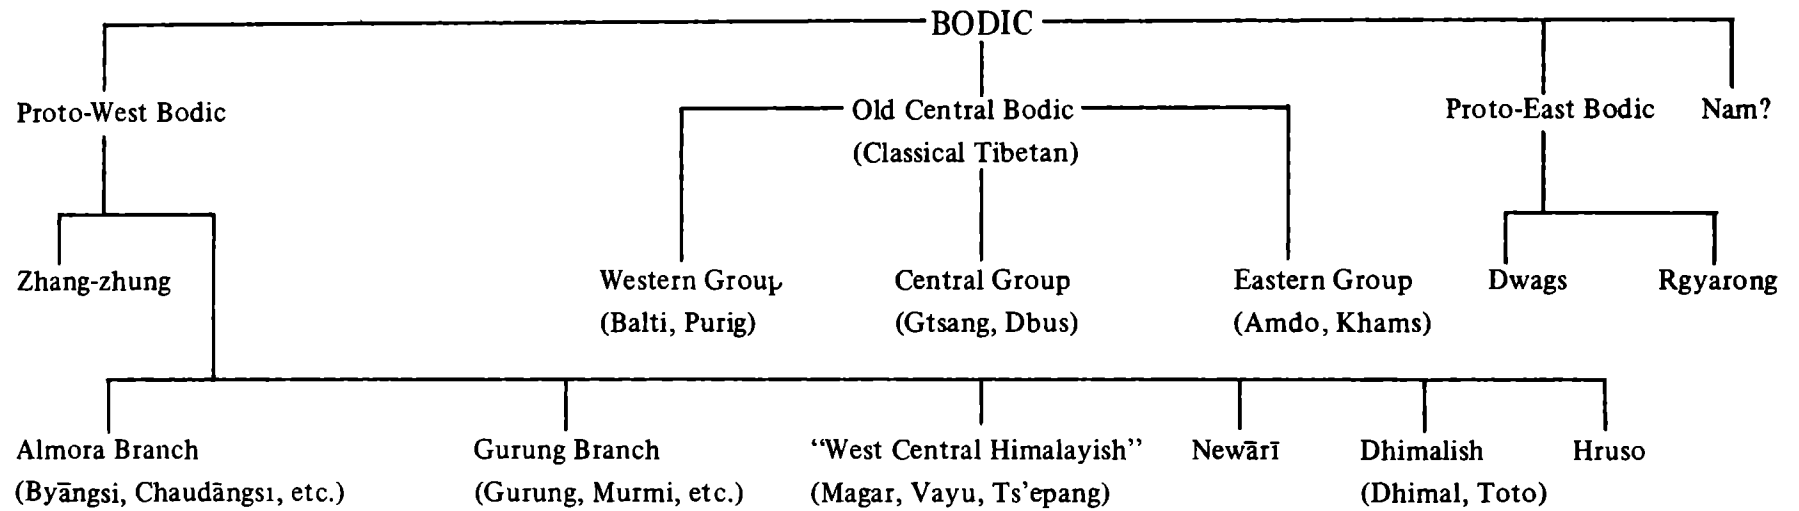 BODIC
Proto-West Bodic
Old Central Bodic
(Classical Tibetan)
Proto-East Bodic
Nam?
Zhang-zhung
Western Group
(Balti, Purig)
Central Group
(Gtsang, Dbus)
Eastern Group
(Amdo, Khams)
Dwags
Rgyarong
Almora Branch
(Byāngsi, Chaudāngsı, etc.)
Gurung Branch
(Gurung, Murmi, etc.)
“West Central Himalayish”
(Magar, Vayu, Ts’epang)
Newārī
Dhimalish
(Dhimal, Toto)
Hruso